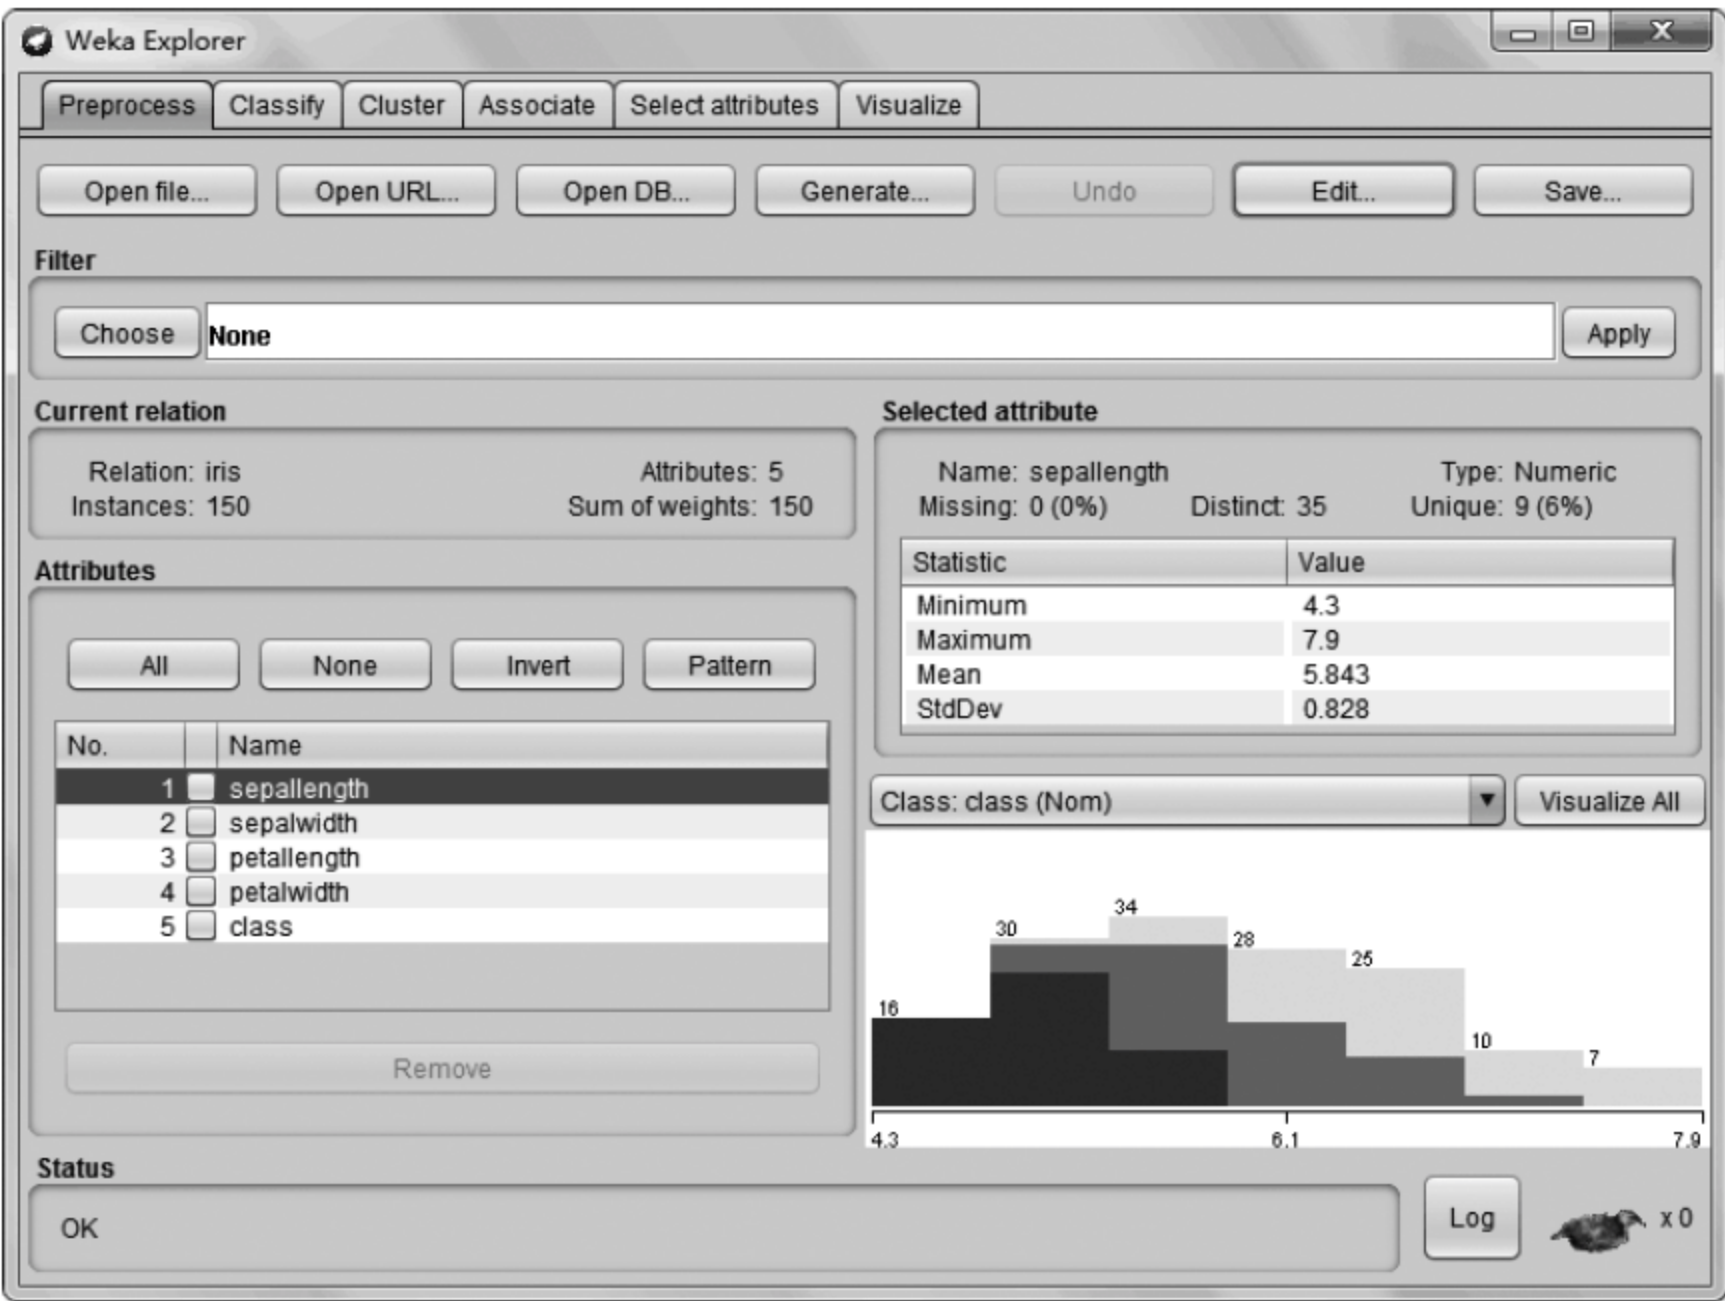 Weka Explorer
Preprocess Classify Cluster Associate Select attributes Visualize
Open file... Open URL... Open DB... Generate... Undo Edit... Save...
Filter
Choose None Apply
Current relation
Relation: iris Attributes: 5
Instances: 150 Sum of weights: 150
Attributes
All None Invert Pattern
No. Name
1 sepallength
2 sepalwidth
3 petallength
4 petalwidth
5 class
Remove
Selected attribute
Name: sepallength Type: Numeric
Missing: 0 (0%) Distinct: 35 Unique: 9 (6%)
Statistic Value
Minimum 4.3
Maximum 7.9
Mean 5.843
StdDev 0.828
Class: class (Nom) Visualize All
16 30 34 28 25 10 7
4.3 6.1 7.9
Status
OK
Log x 0